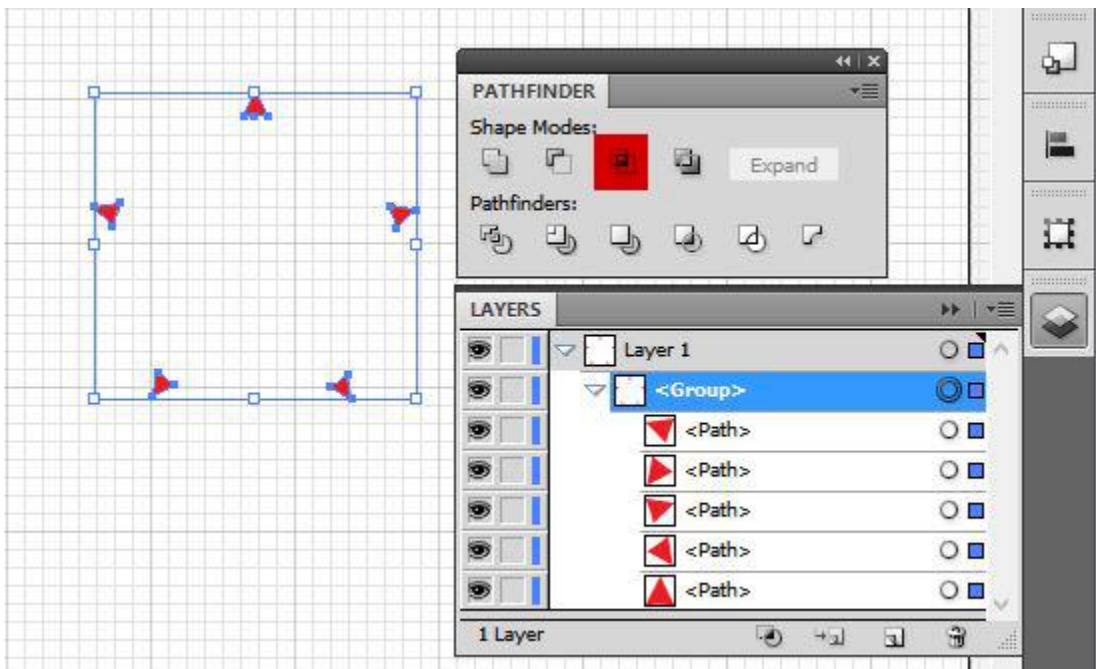 PATHFINDER
Shape Modes:
Expand
Pathfinders:
LAYERS
Layer 1
<Group>
<Path>
<Path>
<Path>
<Path>
<Path>
1 Layer